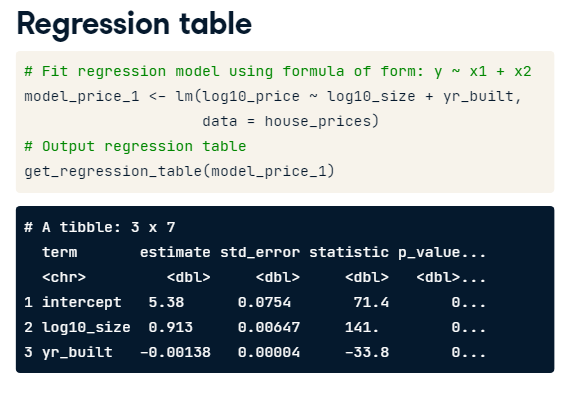 Regression table
# Fit regression model using formula of form: y ~ x1 + x2
model_price_1 <- lm(log10_price ~ log10_size + yr_built,
                    data = house_prices)
# Output regression table
get_regression_table(model_price_1)
# A tibble: 3 x 7
  term       estimate std_error statistic p_value...
  <chr>         <dbl>     <dbl>     <dbl>   <dbl>...
1 intercept   5.38      0.0754       71.4       0...
2 log10_size  0.913     0.00647     141.        0...
3 yr_built   -0.00138   0.00004     -33.8       0...